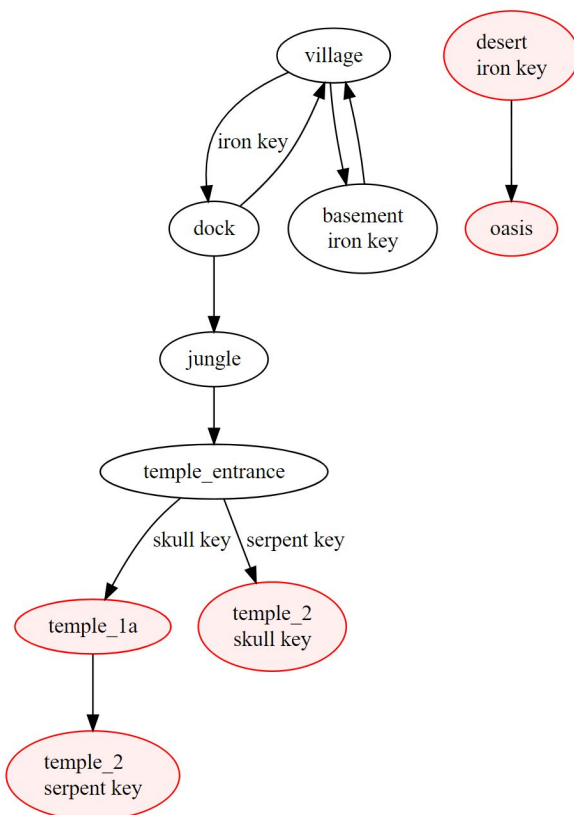 village
desert
iron key
iron key
dock
basement
iron key
oasis
jungle
temple_entrance
skull key
serpent key
temple_1a
temple_2
skull key
temple_2
serpent key